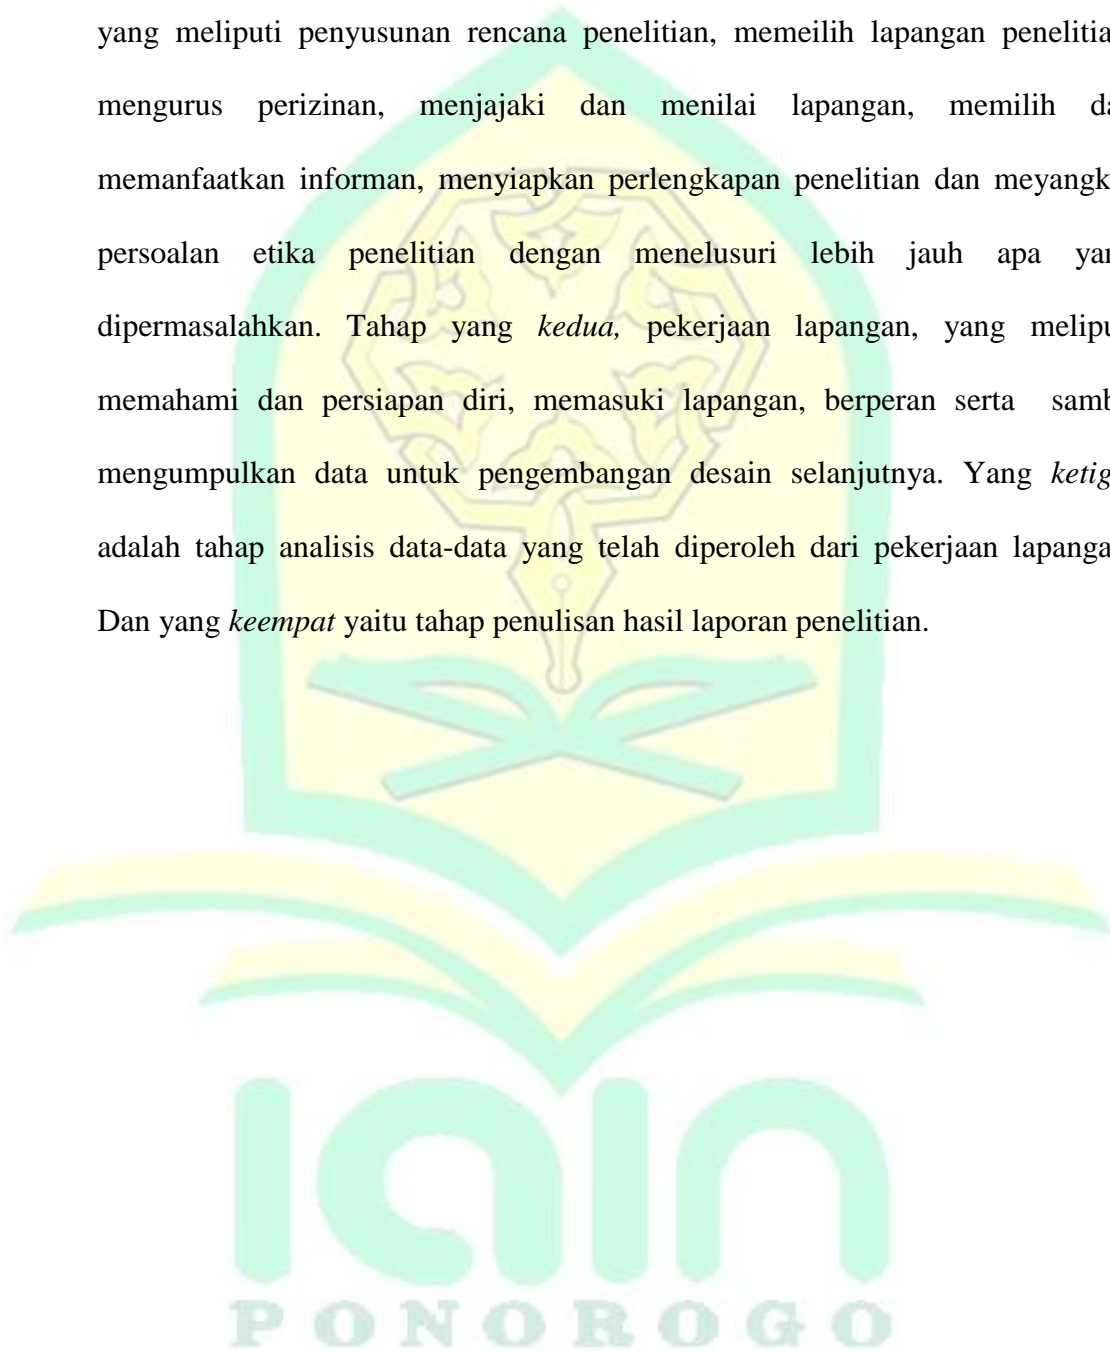 yang meliputi penyusunan rencana penelitian, memeilih lapangan penelitia
mengurus perizinan, menjajaki dan menilai lapangan, memilih da
memanfaatkan informan, menyiapkan perlengkapan penelitian dan meyangk
persoalan etika penelitian dengan menelusuri lebih jauh apa yan
dipermasalahkan. Tahap yang kedua, pekerjaan lapangan, yang melipu
memahami dan persiapan diri, memasuki lapangan, berperan serta samb
mengumpulkan data untuk pengembangan desain selanjutnya. Yang ketig
adalah tahap analisis data-data yang telah diperoleh dari pekerjaan lapanga
Dan yang keempat yaitu tahap penulisan hasil laporan penelitian.
iain
PONOROGO